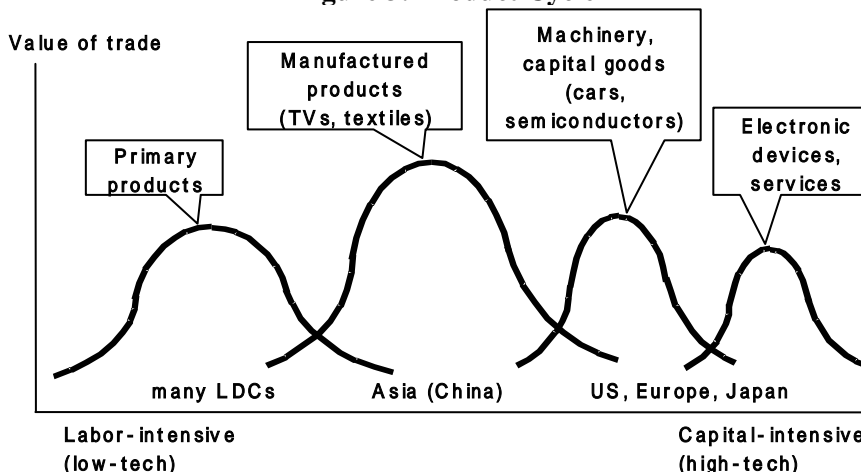 Value of trade
Primary
products
Manufactured
products
(TVs, textiles)
Machinery,
capital goods
(cars,
semiconductors)
Electronic
devices,
services
many LDCs
Asia (China)
US, Europe, Japan
Labor-intensive
(low-tech)
Capital-intensive
(high-tech)